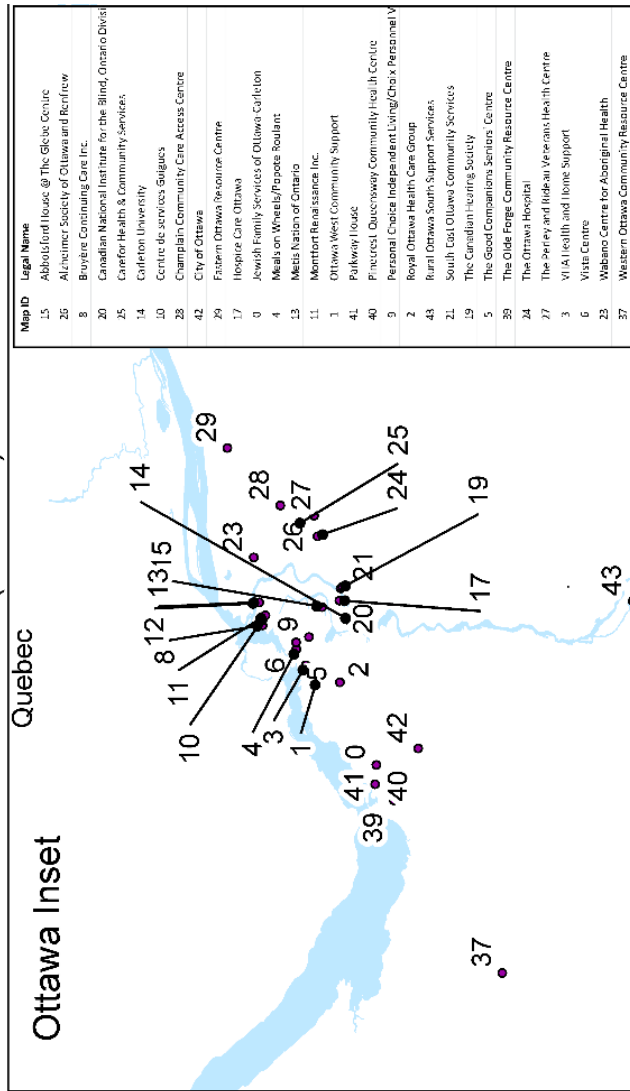 Quebec
Ottawa Inset
29
28
27
26
25
24
23
14
15
13
12
8
11
10
9
6
4
3
1
5
2
21
19
20
17
0
41
42
40
39
37
43
Map ID Legal Name
15 Abbotsford House @ The Glebe Centre
26 Alzheimer Society of Ottawa and Renfrew
8 Bruyère Continuing Care Inc.
20 Canadian National Institute for the Blind, Ontario Divisi
25 Carefor Health & Community Services
14 Carleton University
10 Centre de services Guigues
28 Champlain Community Care Access Centre
42 City of Ottawa
29 Eastern Ottawa Resource Centre
17 Hospice Care Ottawa
0 Jewish Family Services of Ottawa-Carleton
4 Meals on Wheels/Popote Roulant
13 Metis Nation of Ontario
11 Montfort Renaissance Inc.
1 Ottawa West Community Support
41 Parkway House
40 Pinecrest Queensway Community Health Centre
9 Personal Choice Independent Living/Choix Personnel V
2 Royal Ottawa Health Care Group
43 Rural Ottawa South Support Services
21 South East Ottawa Community Services
19 The Canadian Hearing Society
5 The Good Companions Seniors' Centre
39 The Olde Forge Community Resource Centre
24 The Ottawa Hospital
27 The Perley and Rideau Veterans Health Centre
3 VHA Health and Home Support
6 Vista Centre
23 Wabano Centre for Aboriginal Health
37 Western Ottawa Community Resource Centre